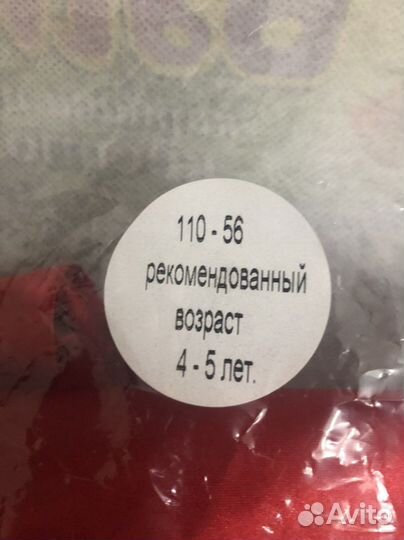 110 - 56
рекомендованный
возраст
4 - 5 лет.
Avito